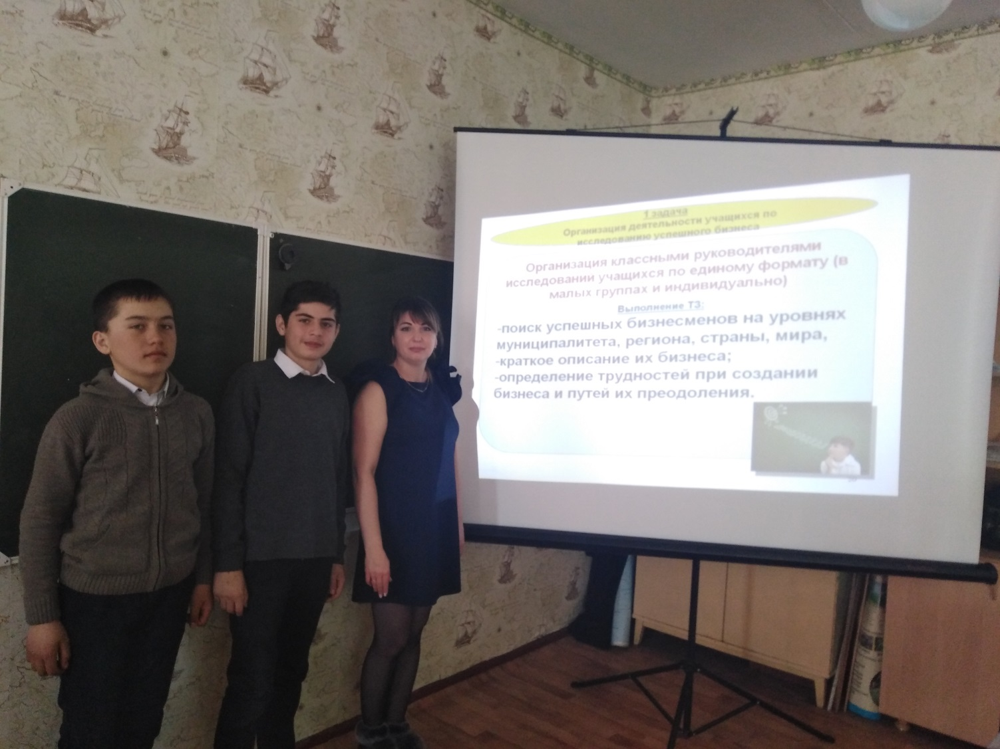 1 задача
Организация деятельности учащихся по
исследованию успешного бизнеса
Организация классными руководителями
исследовании учащихся по единому формату (в
малых группах и индивидуально)
Выполнение ТЗ:
-поиск успешных бизнесменов на уровнях
муниципалитета, региона, страны, мира,
-краткое описание их бизнеса;
-определение трудностей при создании
бизнеса и путей их преодоления.